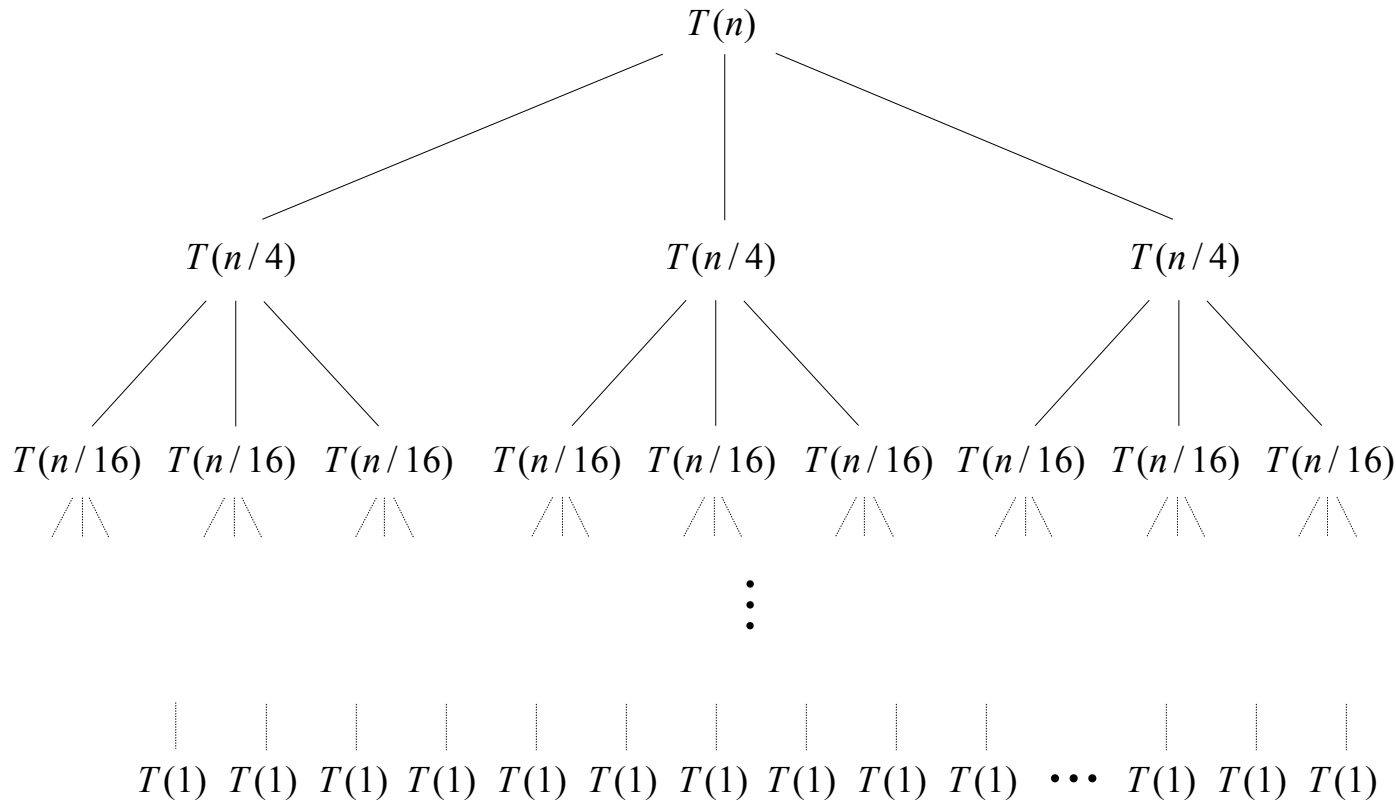 T(n)
T(n/4) T(n/4) T(n/4)
T(n/16) T(n/16) T(n/16) T(n/16) T(n/16) T(n/16) T(n/16) T(n/16) T(n/16)
⋮
T(1) T(1) T(1) T(1) T(1) T(1) T(1) T(1) T(1) T(1) ⋯ T(1) T(1) T(1)